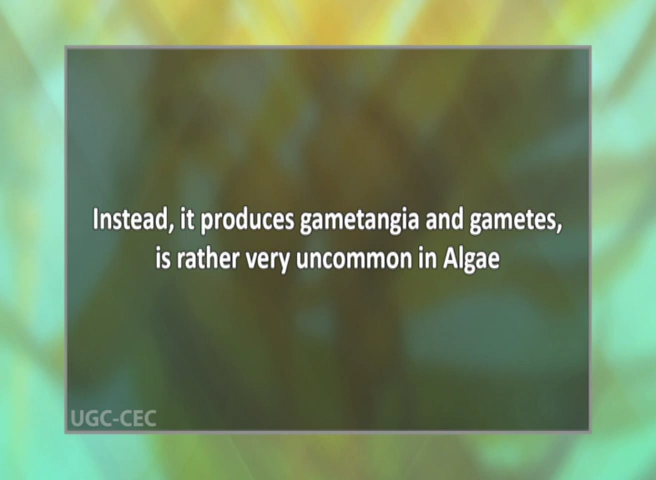 Instead, it produces gametangia and gametes,
is rather very uncommon in Algae
UGC-CEC